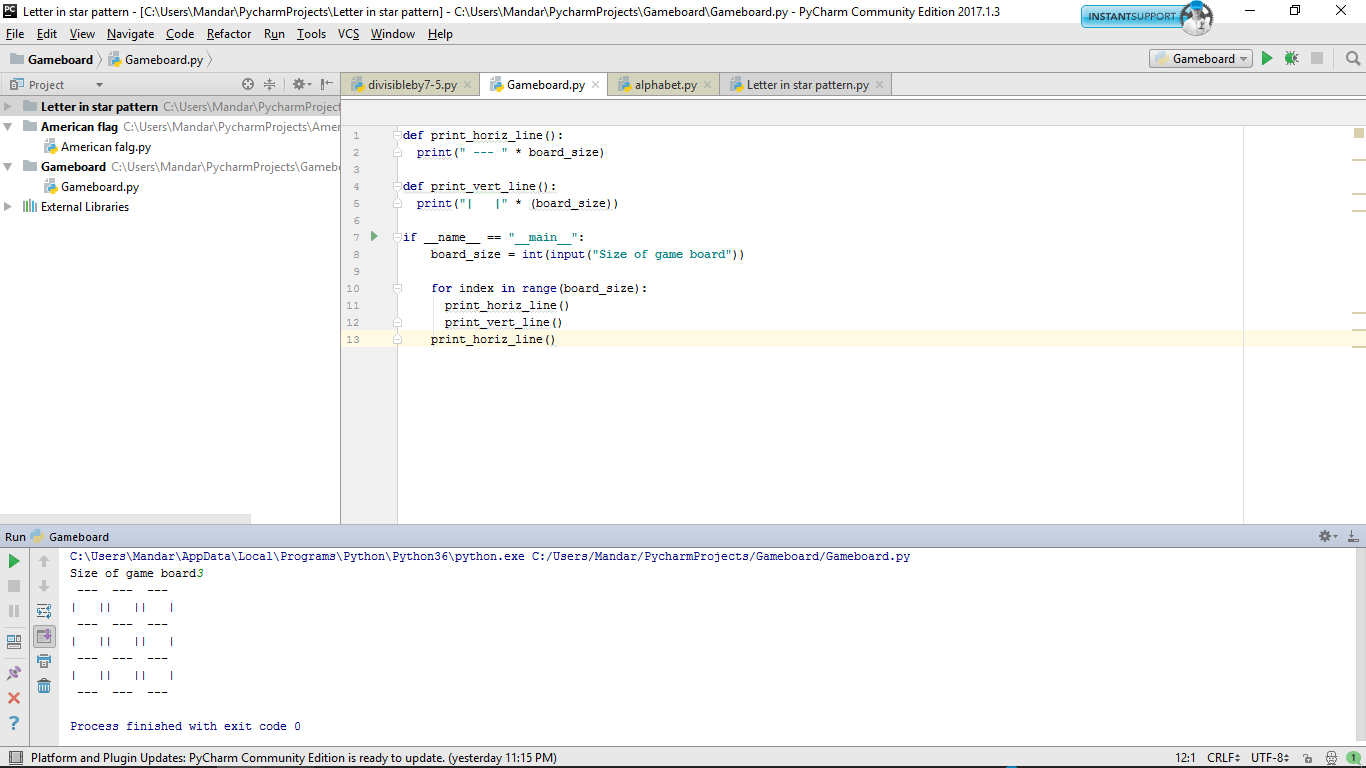 Letter in star pattern - [C:\Users\Mandar\PycharmProjects\Letter in star pattern] - C:\Users\Mandar\PycharmProjects\Gameboard\Gameboard.py - PyCharm Community Edition 2017.1.3
INSTANTSUPPORT
File Edit View Navigate Code Refactor Run Tools VCS Window Help
Gameboard Gameboard.py Gameboard
Project
divisibleby7-5.py Gameboard.py alphabet.py Letter in star pattern.py
Letter in star pattern C:\Users\Mandar\PycharmProject
American flag C:\Users\Mandar\PycharmProjects\Amer
American falg.py
Gameboard C:\Users\Mandar\PycharmProjects\Gameb
Gameboard.py
External Libraries
1 def print_horiz_line():
2 print(" --- " * board_size)
3
4 def print_vert_line():
5 print("|   |" * (board_size))
6
7 if __name__ == "__main__":
8 board_size = int(input("Size of game board"))
9
10 for index in range(board_size):
11 print_horiz_line()
12 print_vert_line()
13 print_horiz_line()
Run Gameboard
C:\Users\Mandar\AppData\Local\Programs\Python\Python36\python.exe C:/Users/Mandar/PycharmProjects/Gameboard/Gameboard.py
Size of game board3
 ---  ---  --- 
|   ||   ||   |
 ---  ---  --- 
|   ||   ||   |
 ---  ---  --- 
|   ||   ||   |
 ---  ---  --- 
Process finished with exit code 0
Platform and Plugin Updates: PyCharm Community Edition is ready to update. (yesterday 11:15 PM) 12:1 CRLF UTF-8 1